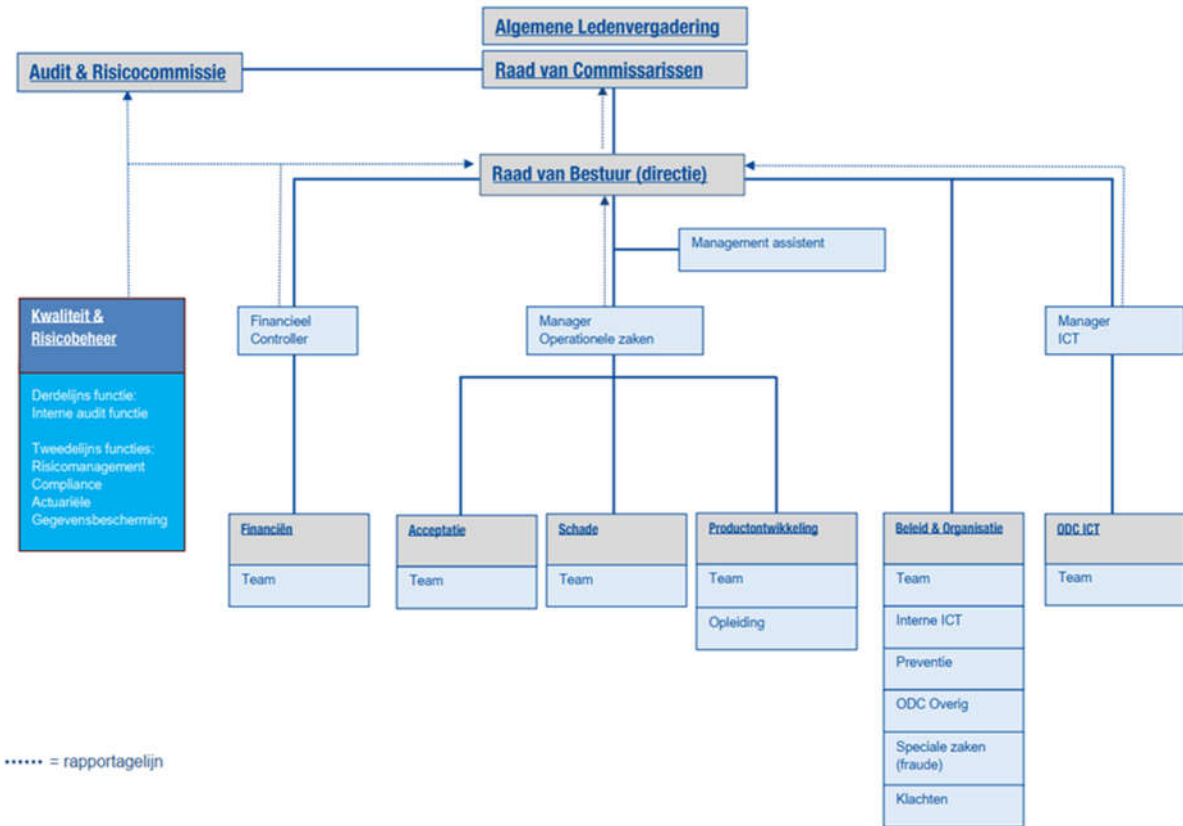 Algemene Ledenvergadering
Audit & Risicocommissie
Raad van Commissarissen
Raad van Bestuur (directie)
Management assistent
Kwaliteit &
Risicobeheer
Derdelijns functie:
Interne audit functie
Tweedelijns functies:
Risicomanagement
Compliance
Actuariële
Gegevensbescherming
Financieel
Controller
Manager
Operationele zaken
Manager
ICT
Financiën
Team
Acceptatie
Team
Schade
Team
Productontwikkeling
Team
Opleiding
Beleid & Organisatie
Team
Interne ICT
Preventie
ODC Overig
Speciale zaken
(fraude)
Klachten
ODC ICT
Team
...... = rapportagelijn